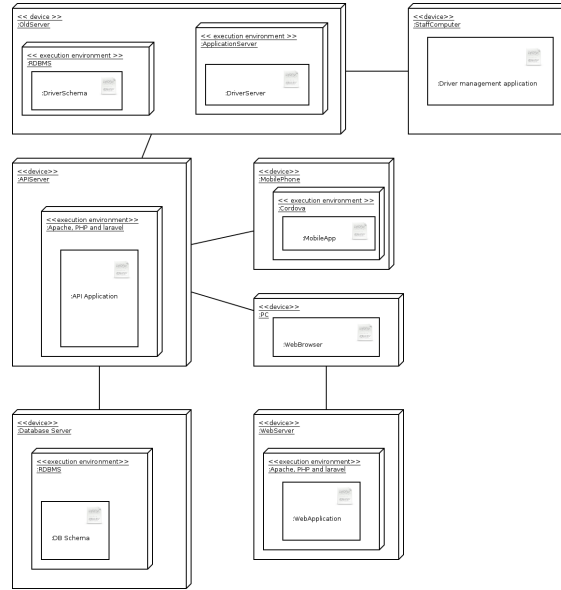 << device >>
:OldServer
<< execution environment >>
:RDBMS
:DriverSchema
<< execution environment >>
:ApplicationServer
:DriverServer
<<device>>
:StaffComputer
:Driver management application
<<device>>
:APIServer
<<execution environment>>
:Apache, PHP and laravel
:API Application
<<device>>
:MobilePhone
<< execution environment >>
:Cordova
:MobileApp
<<device>>
:PC
:WebBrowser
<<device>>
:Database Server
<<execution environment>>
:RDBMS
:DB Schema
<<device>>
:WebServer
<<execution environment>>
:Apache, PHP and laravel
:WebApplication